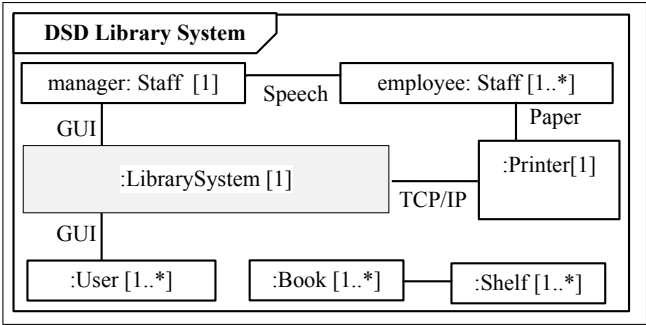 DSD Library System
manager: Staff [1]
Speech
employee: Staff [1..*]
GUI
Paper
:LibrarySystem [1]
TCP/IP
:Printer[1]
GUI
:User [1..*]
:Book [1..*]
:Shelf [1..*]